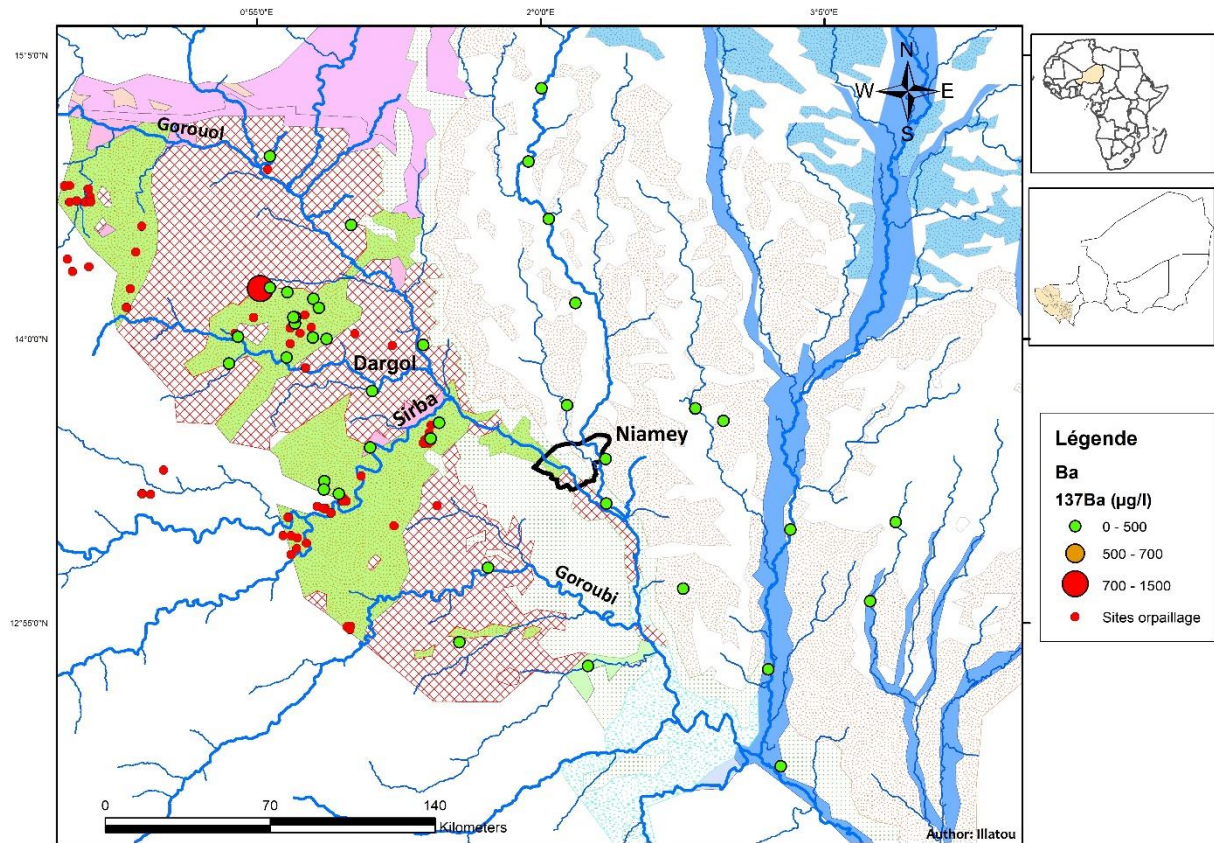 0°55'0"E 2°0'0"E 3°5'0"E
15°5'0"N
14°0'0"N
12°55'0"N
N
W E
S
Gorouol
Dargol
Sirba
Niamey
Goroubi
0 70 140
Kilometers
Author: Illatou
Légende
Ba
137Ba (µg/l)
0 - 500
500 - 700
700 - 1500
Sites orpaillage